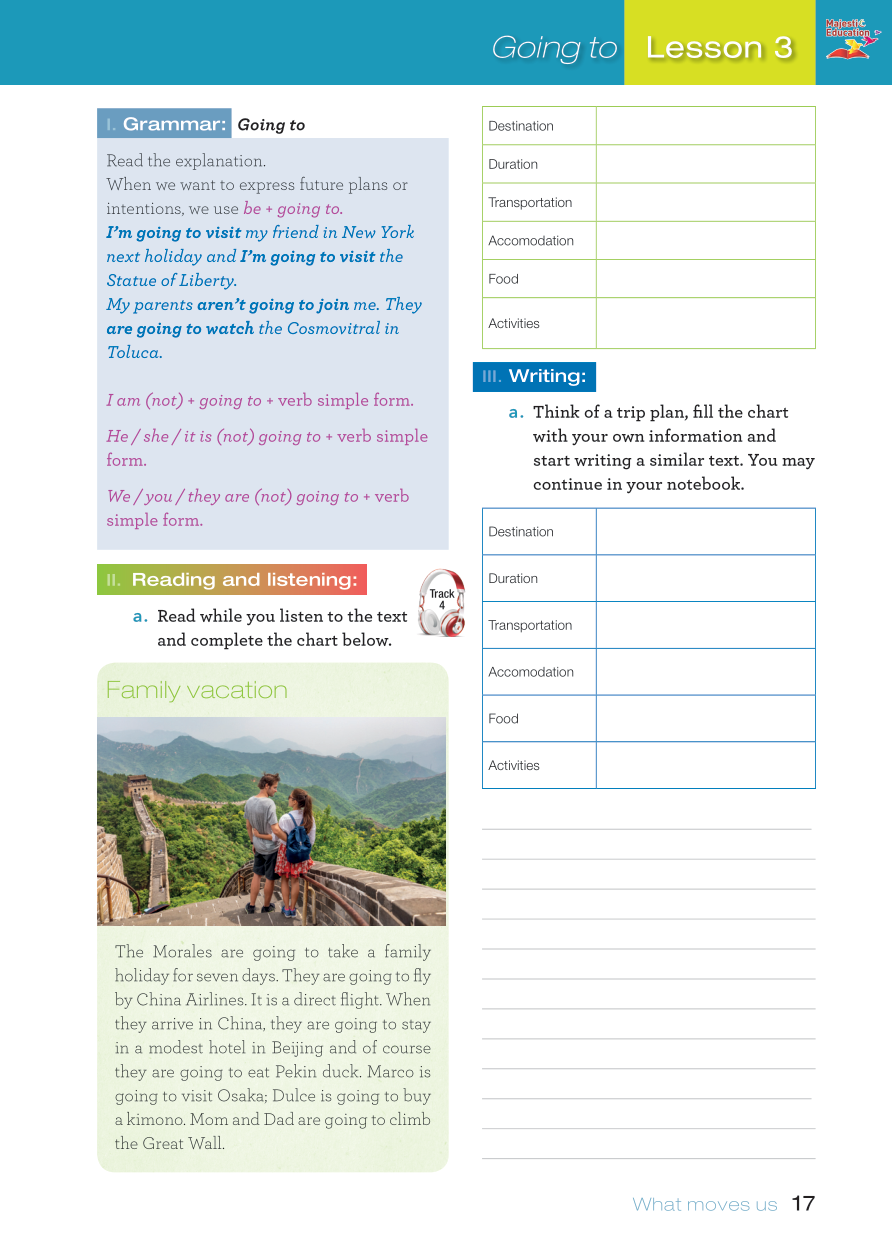 Going to Lesson 3
Majestic
Education
I. Grammar: Going to
Read the explanation.
When we want to express future plans or
intentions, we use be + going to.
I'm going to visit my friend in New York
next holiday and I'm going to visit the
Statue of Liberty.
My parents aren't going to join me. They
are going to watch the Cosmovitral in
Toluca.
I am (not) + going to + verb simple form.
He / she / it is (not) going to + verb simple
form.
We / you / they are (not) going to + verb
simple form.
II. Reading and listening:
Track
4
a. Read while you listen to the text
and complete the chart below.
Family vacation
The Morales are going to take a family
holiday for seven days. They are going to fly
by China Airlines. It is a direct flight. When
they arrive in China, they are going to stay
in a modest hotel in Beijing and of course
they are going to eat Pekin duck. Marco is
going to visit Osaka; Dulce is going to buy
a kimono. Mom and Dad are going to climb
the Great Wall.
Destination
Duration
Transportation
Accomodation
Food
Activities
III. Writing:
a. Think of a trip plan, fill the chart
with your own information and
start writing a similar text. You may
continue in your notebook.
Destination
Duration
Transportation
Accomodation
Food
Activities
What moves us 17